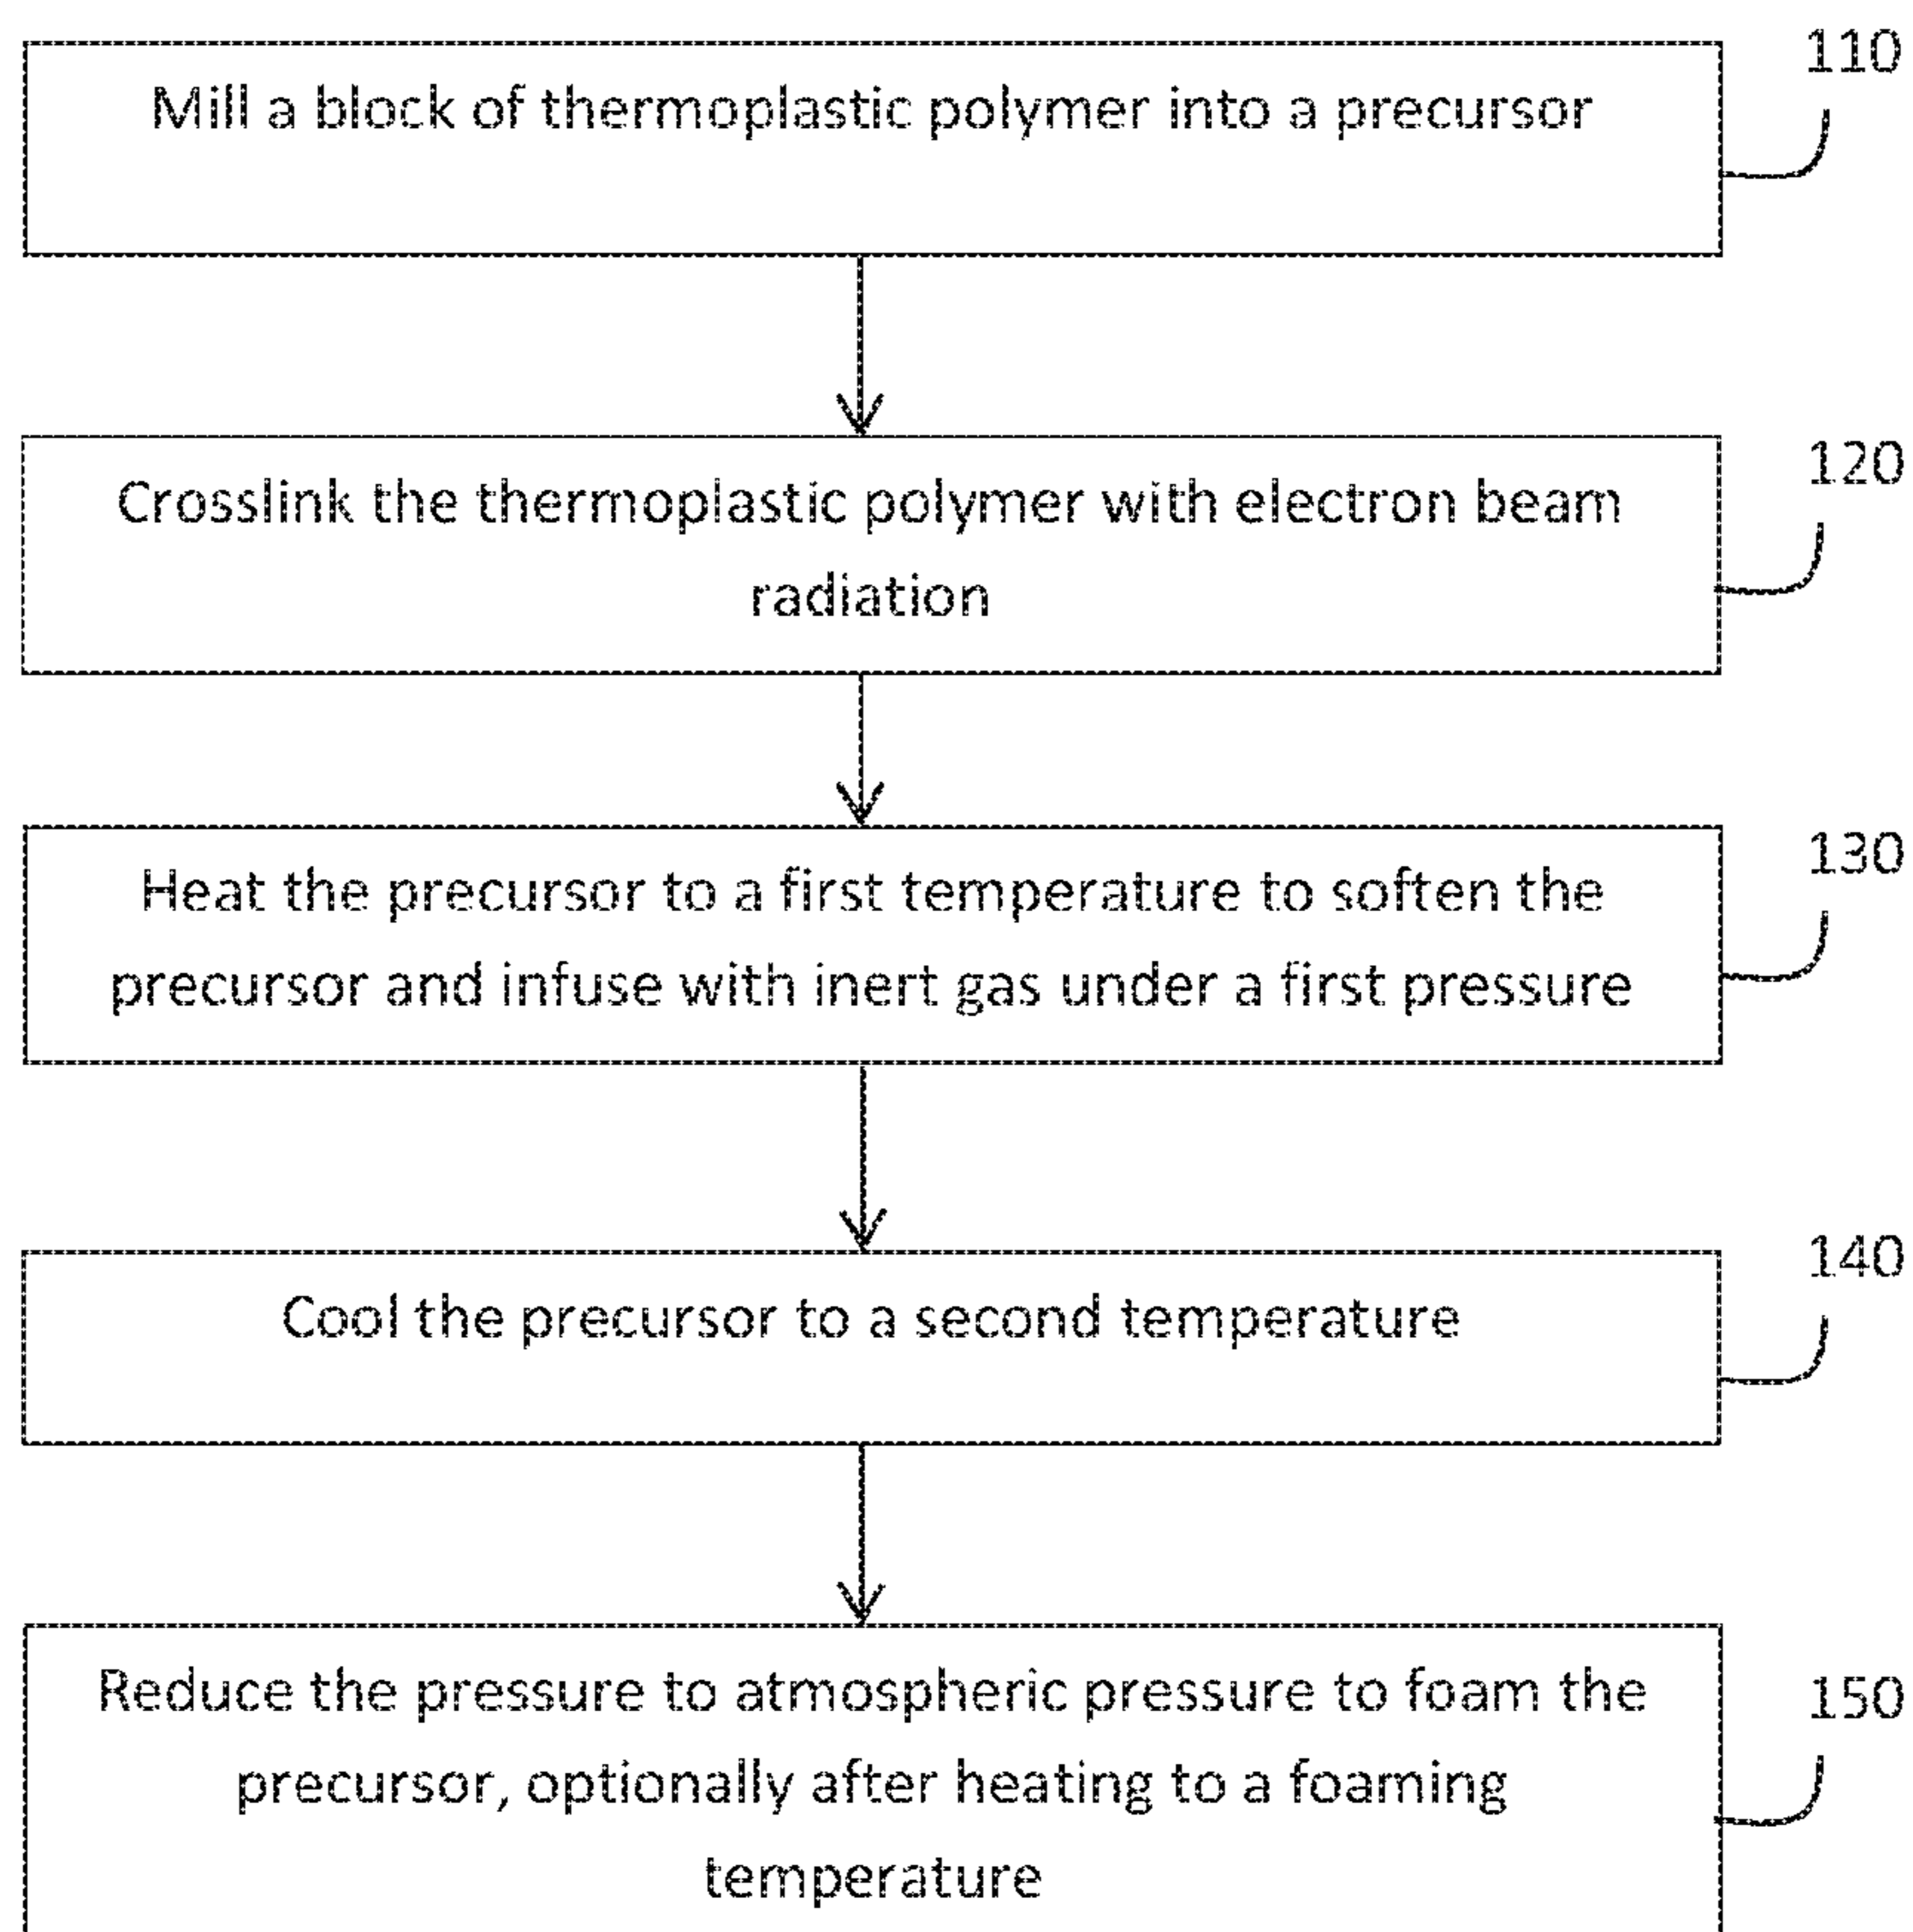 110
Mill a block of thermoplastic polymer into a precursor
120
Crosslink the thermoplastic polymer with electron beam
radiation
130
Heat the precursor to a first temperature to soften the
precursor and infuse with inert gas under a first pressure
140
Cool the precursor to a second temperature
150
Reduce the pressure to atmospheric pressure to foam the
precursor, optionally after heating to a foaming
temperature